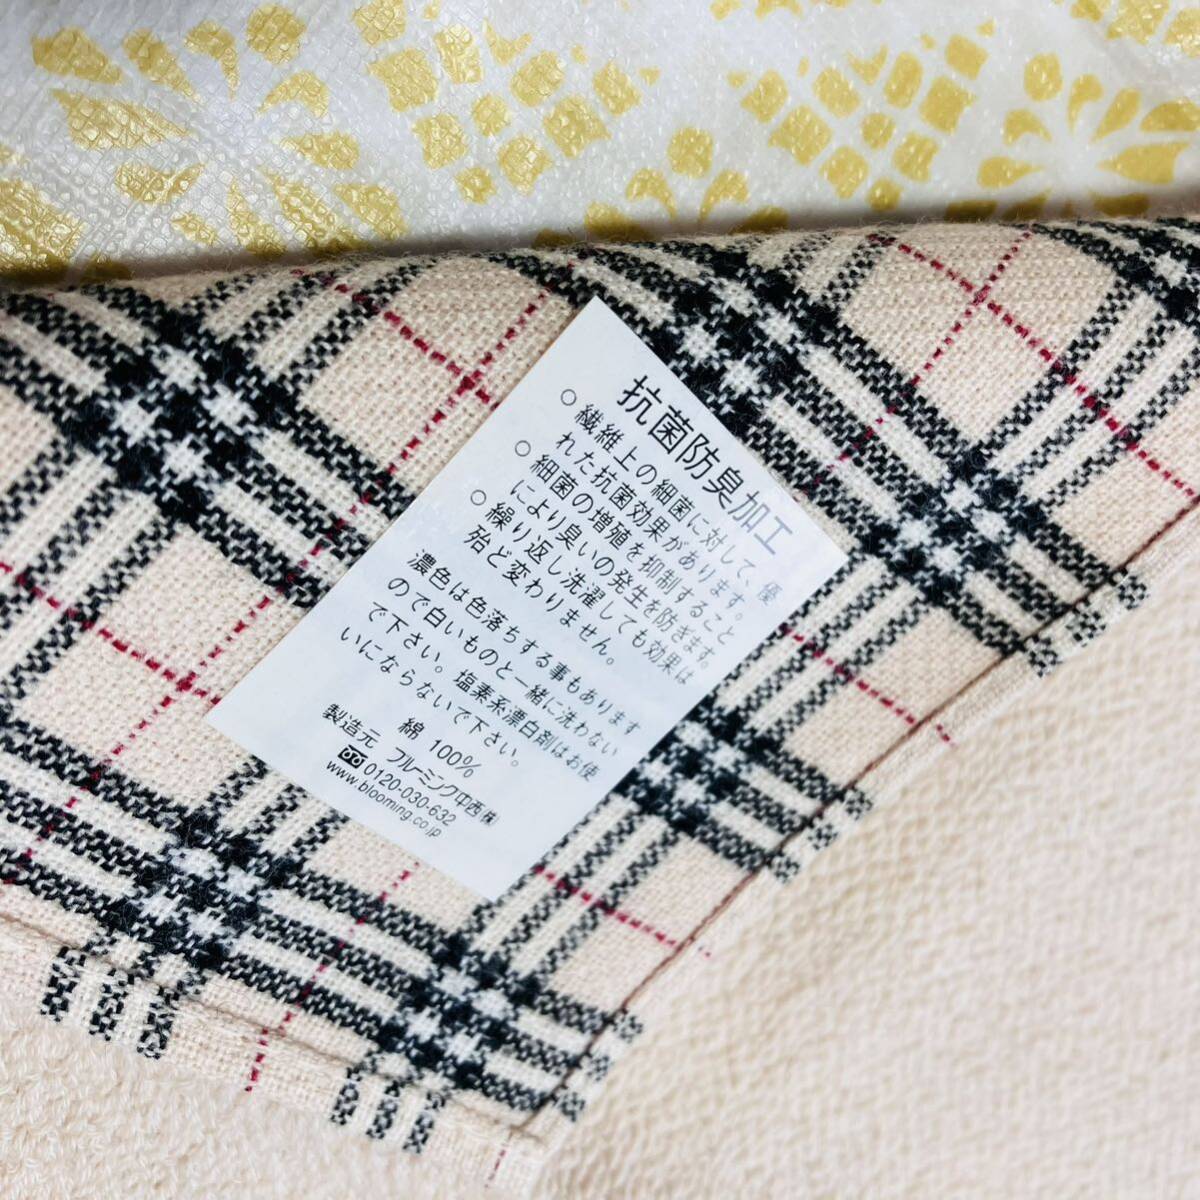 抗菌防臭加工
○ 繊維上の細菌に対して、優
れた抗菌効果があります。
○ 細菌の増殖を抑制すること
により臭いの発生を防ぎます。
○ 繰り返し洗濯しても効果は
殆ど変わりません。
濃色は色落ちする事もあります
ので白いものと一緒に洗わない
で下さい。塩素系漂白剤はお使
いにならないで下さい。
綿 100%
製造元 ブルーミング中西㈱
0120-030-632
www.blooming.co.jp